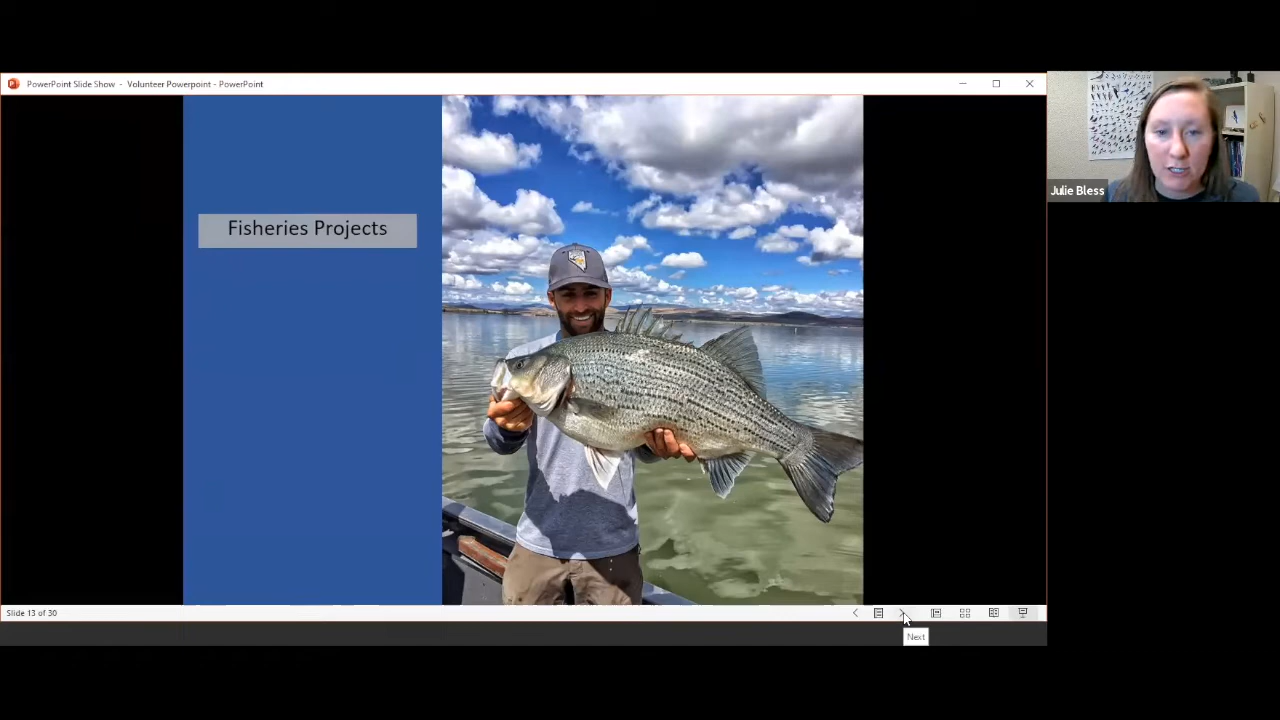 PowerPoint Slide Show - Volunteer Powerpoint - PowerPoint
Fisheries Projects
Julie Bless
Slide 13 of 30
Next